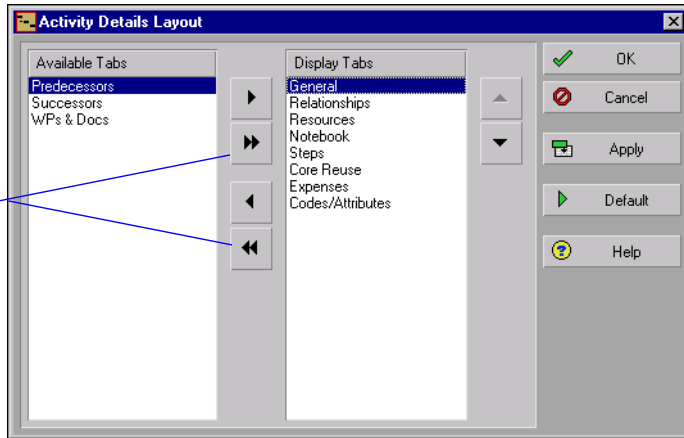 Activity Details Layout
Available Tabs
Predecessors
Successors
WPs & Docs
Display Tabs
General
Relationships
Resources
Notebook
Steps
Core Reuse
Expenses
Codes/Attributes
OK
Cancel
Apply
Default
Help